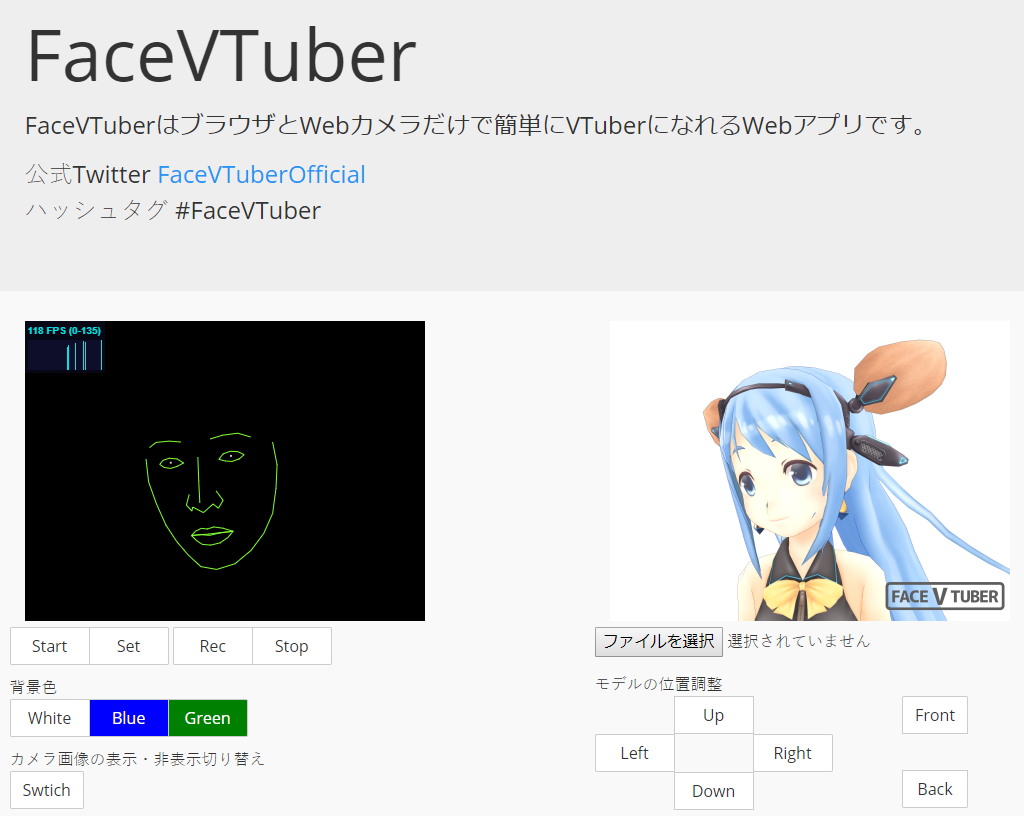 FaceVTuber
FaceVTuberはブラウザとWebカメラだけで簡単にVTuberになれるWebアプリです。
公式Twitter FaceVTuberOfficial
ハッシュタグ #FaceVTuber
118 FPS (0-135)
FACE V TUBER
Start Set Rec Stop
ファイルを選択 選択されていません
背景色
モデルの位置調整
White Blue Green
Up Front
カメラ画像の表示・非表示切り替え
Left Right
Swtich
Down Back